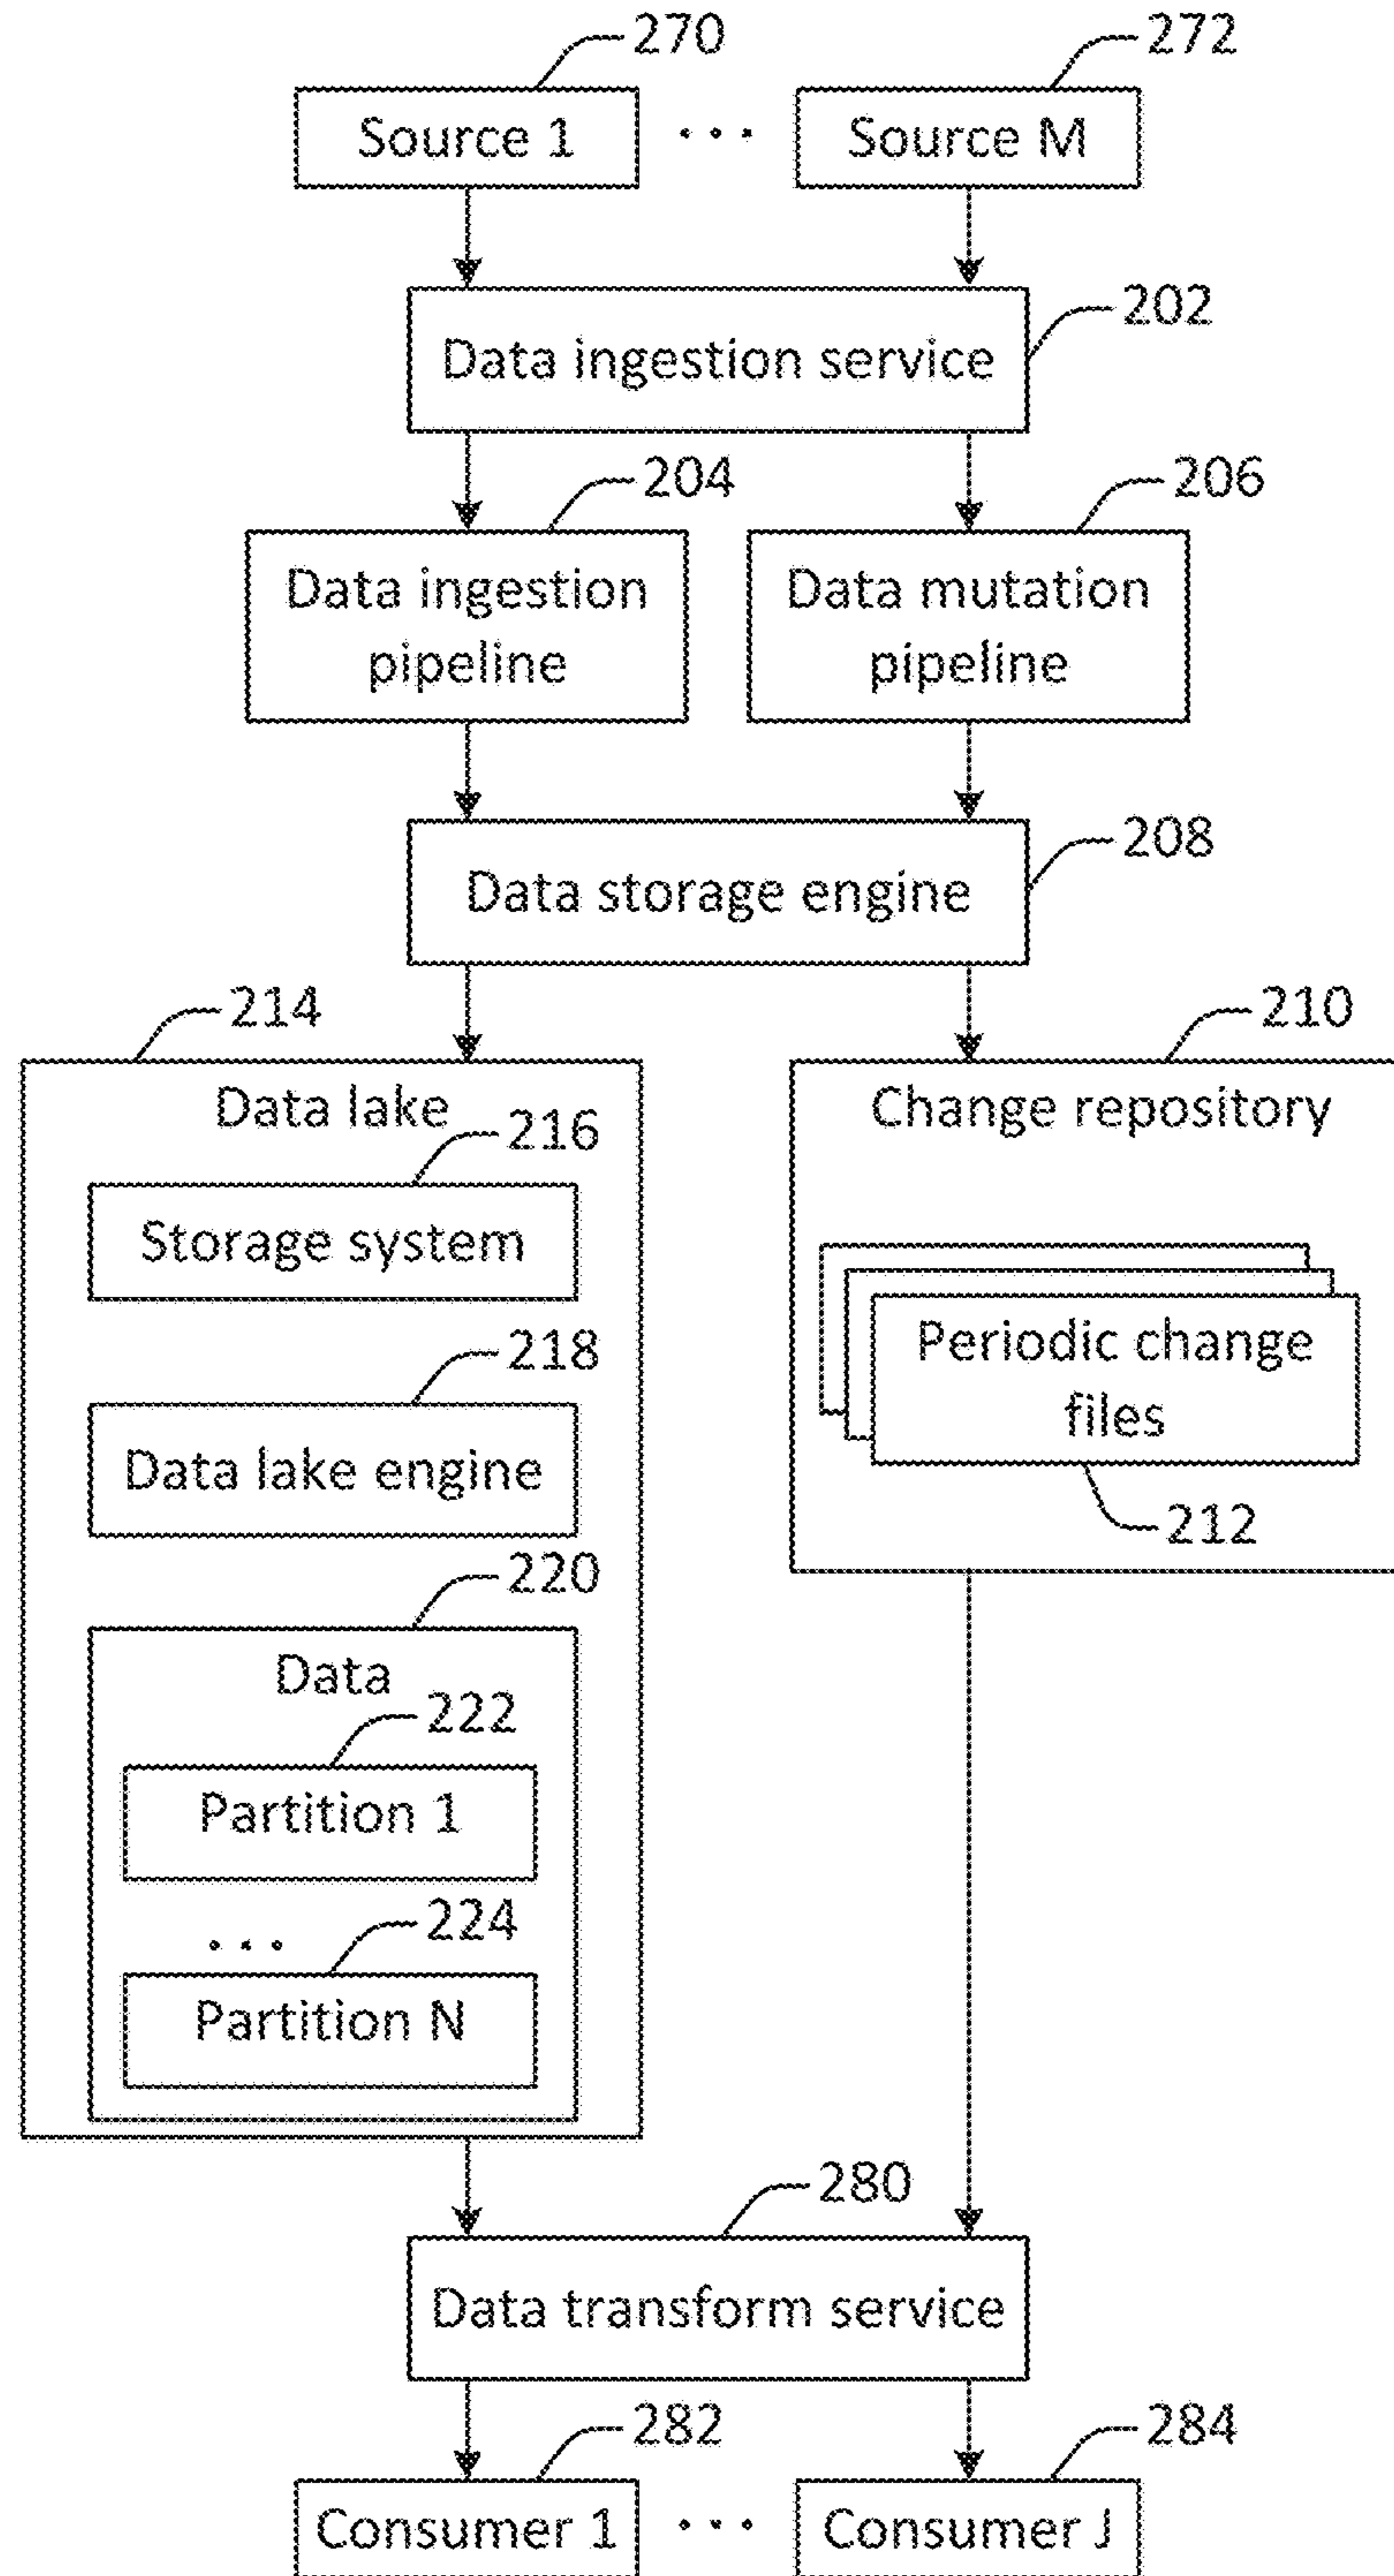 270
272
Source 1
. . .
Source M
202
Data ingestion service
204
206
Data ingestion
pipeline
Data mutation
pipeline
208
Data storage engine
214
210
Data lake
216
Storage system
218
Data lake engine
220
Data
222
Partition 1
. . .
224
Partition N
Change repository
Periodic change
files
212
280
Data transform service
282
284
Consumer 1
. . .
Consumer J